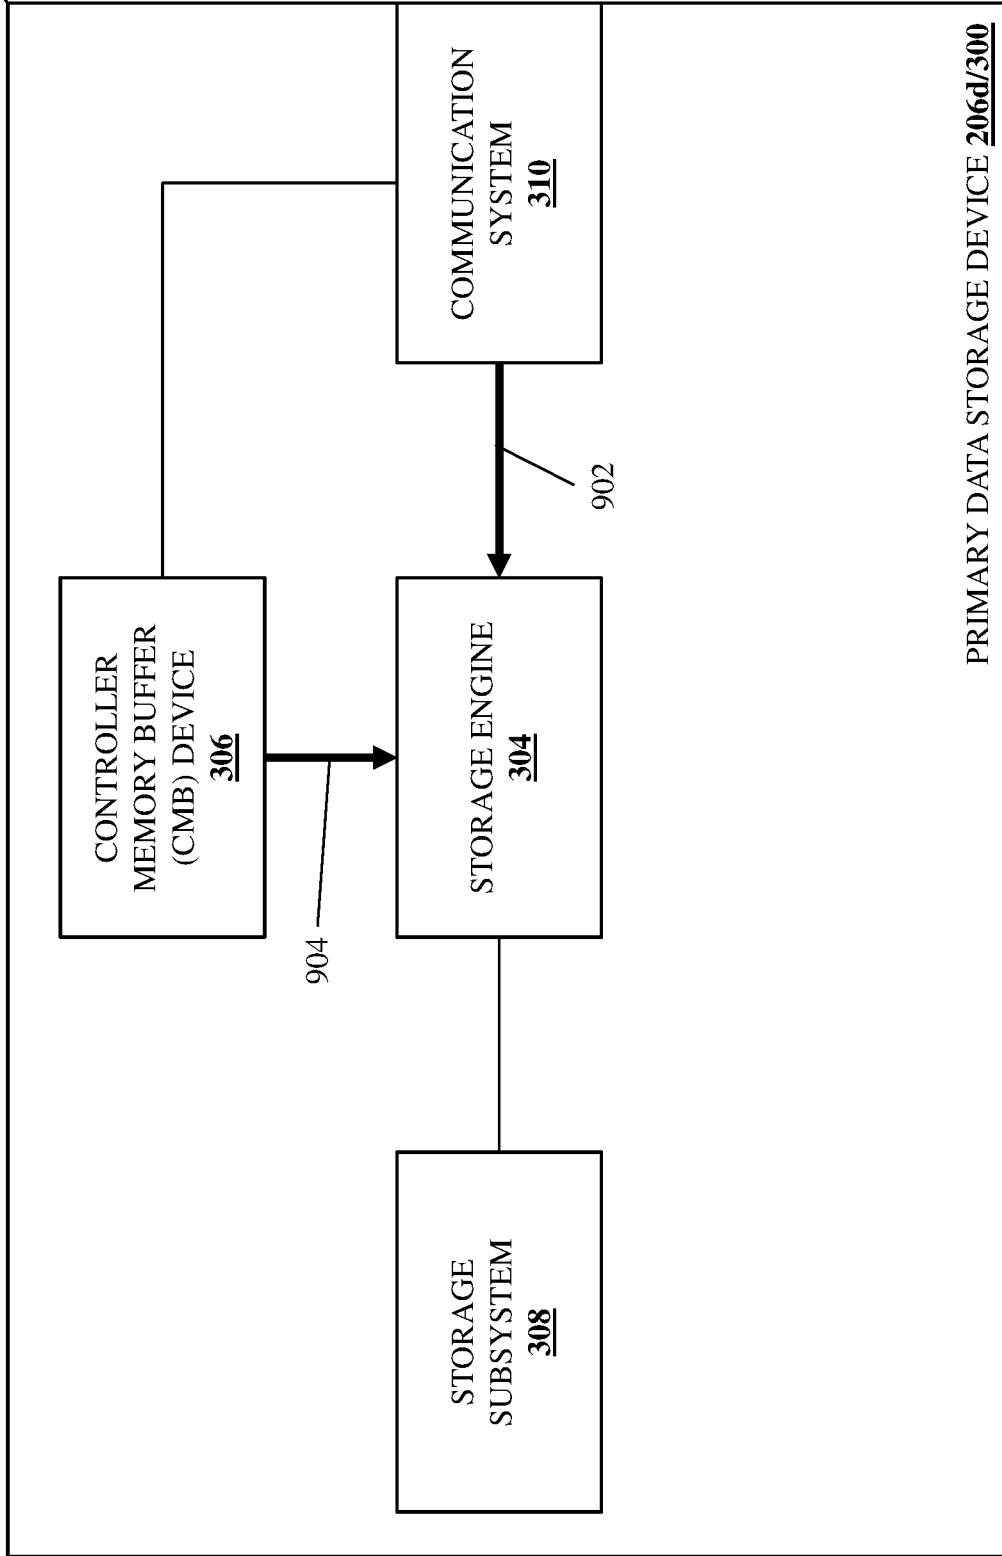 CONTROLLER
MEMORY BUFFER
(CMB) DEVICE
306
904
STORAGE
SUBSYSTEM
308
STORAGE ENGINE
304
902
COMMUNICATION
SYSTEM
310
PRIMARY DATA STORAGE DEVICE 206d/300